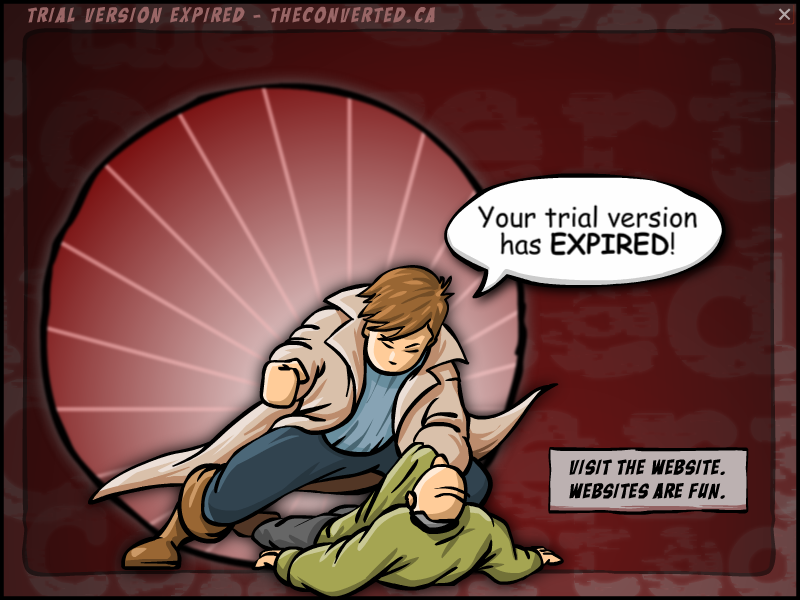 TRIAL VERSION EXPIRED - THECONVERTED.CA
Your trial version
has EXPIRED!
VISIT THE WEBSITE.
WEBSITES ARE FUN.